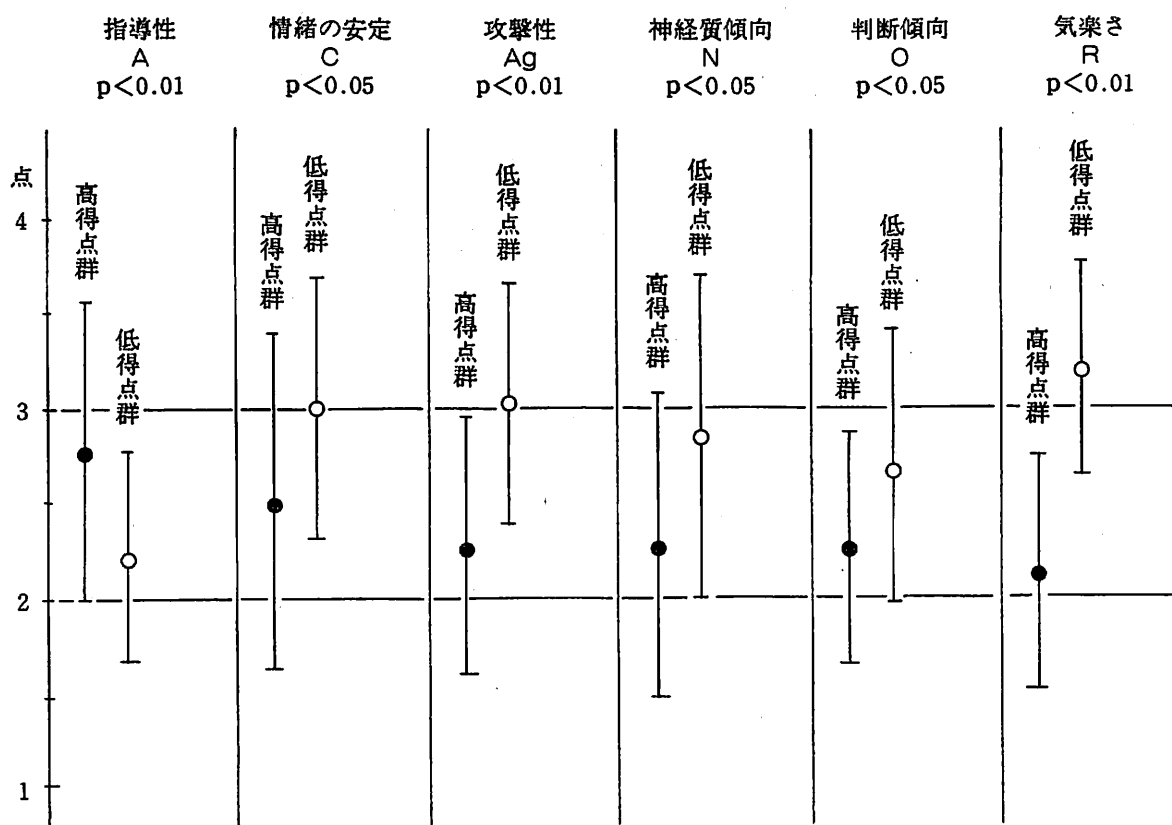 指導性
A
p<0.01
情緒の安定
C
p<0.05
攻撃性
Ag
p<0.01
神経質傾向
N
p<0.05
判断傾向
O
p<0.05
気楽さ
R
p<0.01
点
4
3
2
1
高得点群
低得点群
高得点群
低得点群
高得点群
低得点群
高得点群
低得点群
高得点群
低得点群
高得点群
低得点群